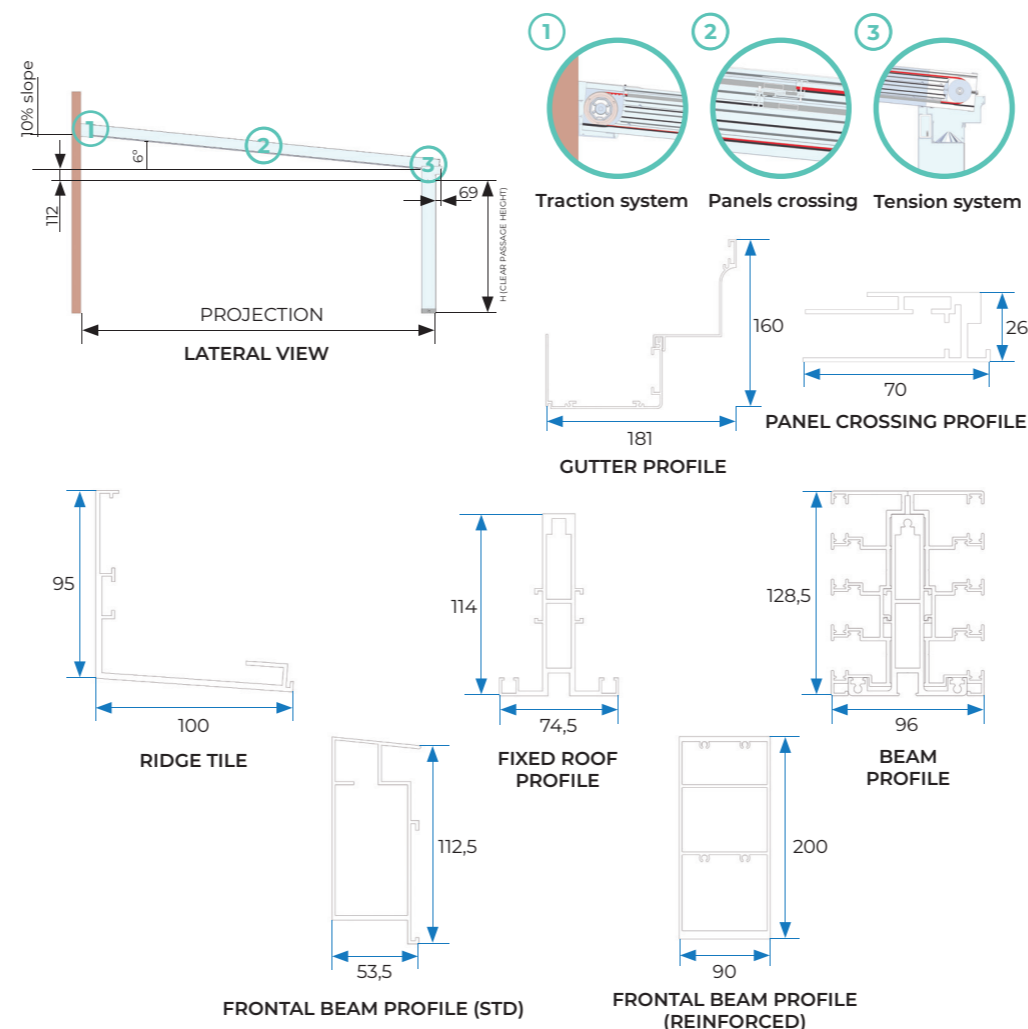 10% slope
1
2
3
6°
112
69
H (CLEAR PASSAGE HEIGHT)
PROJECTION
LATERAL VIEW
1
2
3
Traction system
Panels crossing
Tension system
160
181
GUTTER PROFILE
26
70
PANEL CROSSING PROFILE
95
100
RIDGE TILE
114
74,5
FIXED ROOF
PROFILE
128,5
96
BEAM
PROFILE
112,5
53,5
FRONTAL BEAM PROFILE (STD)
200
90
FRONTAL BEAM PROFILE
(REINFORCED)